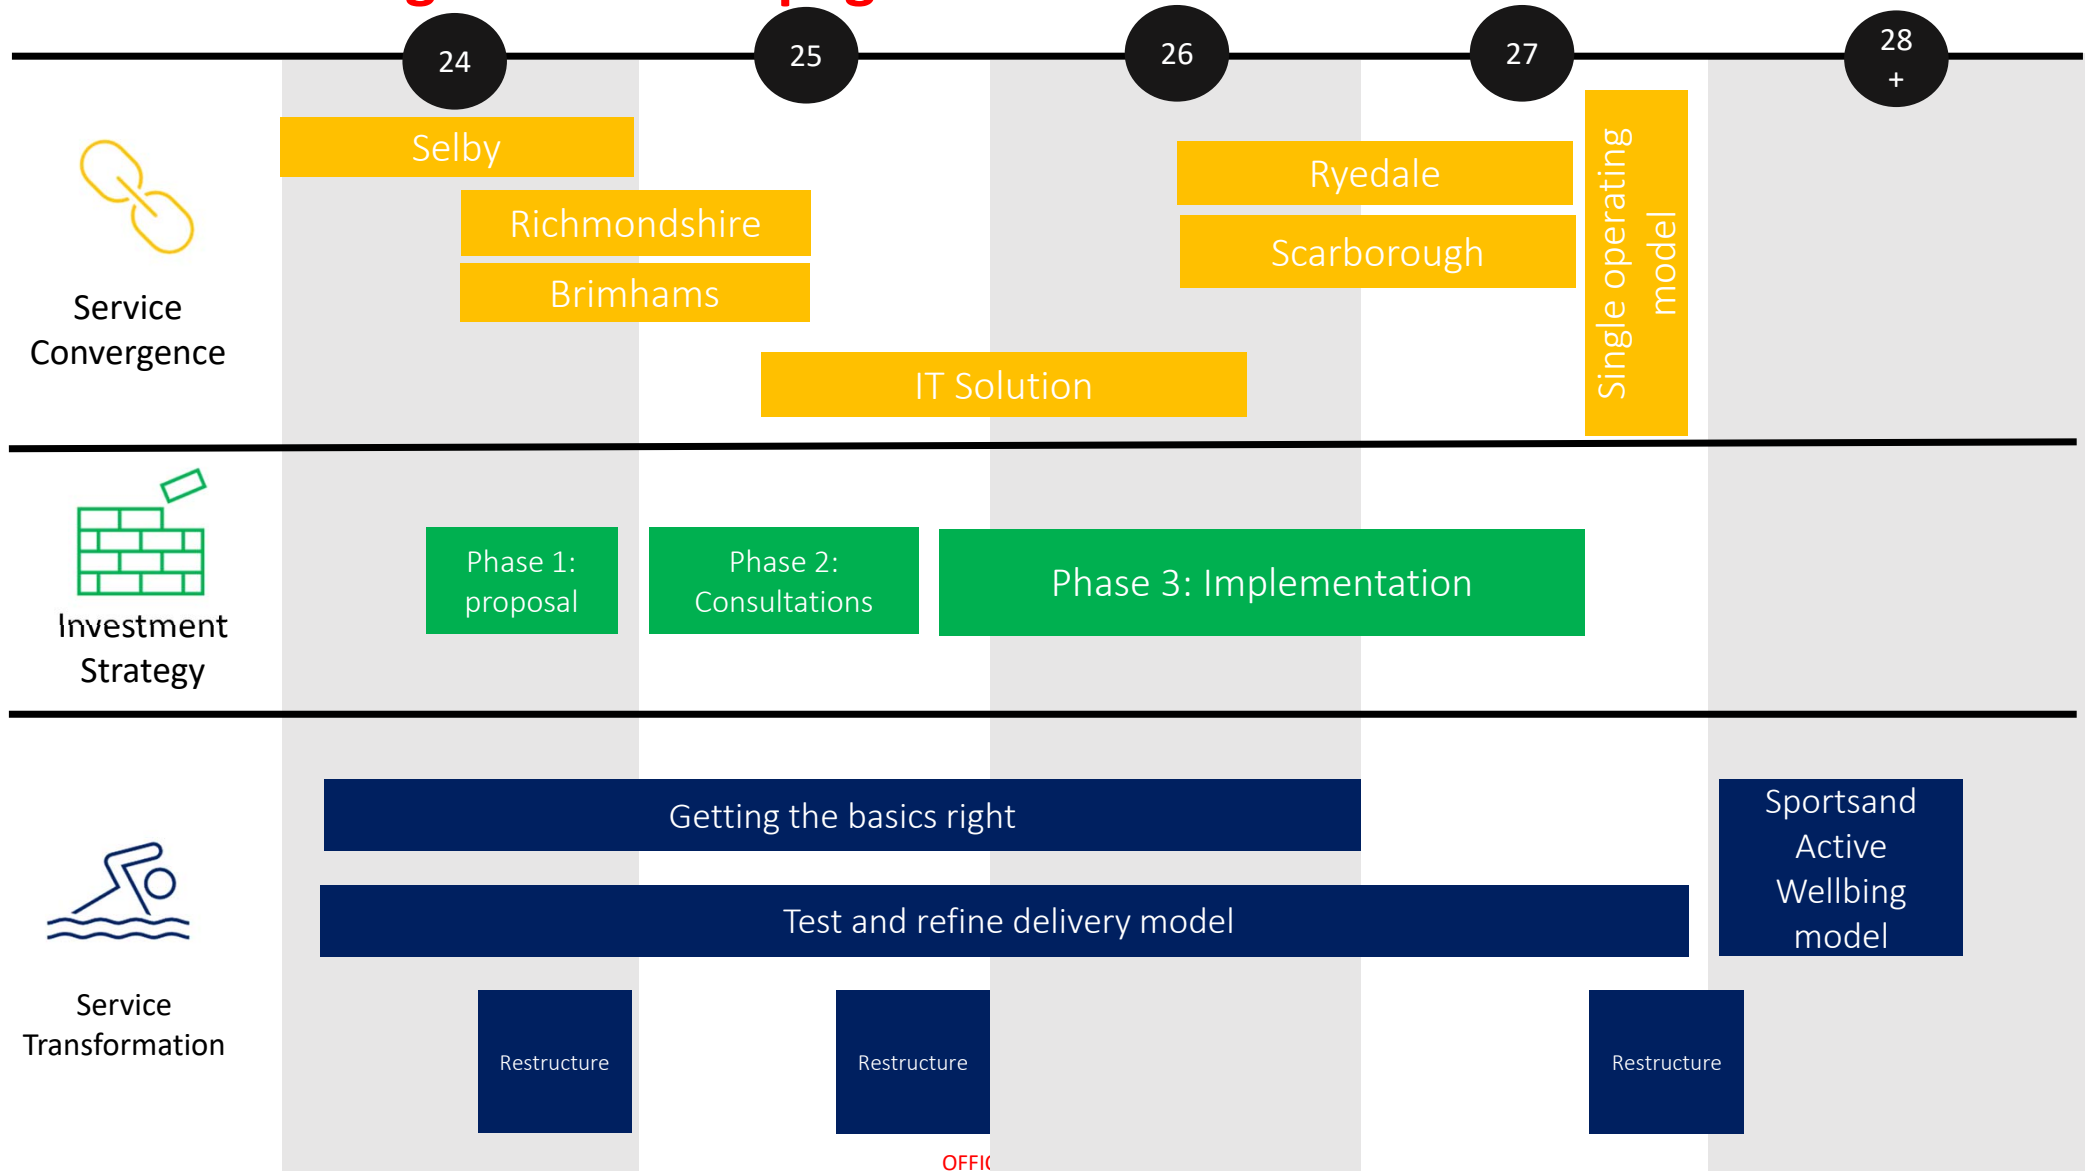 24
25
26
27
28
+
Selby
Richmondshire
Brimhams
IT Solution
Ryedale
Scarborough
Single operating
model
Service
Convergence
Phase 1:
proposal
Phase 2:
Consultations
Phase 3: Implementation
Investment
Strategy
Getting the basics right
Test and refine delivery model
Sportsand
Active
Wellbing
model
Service
Transformation
Restructure
Restructure
Restructure